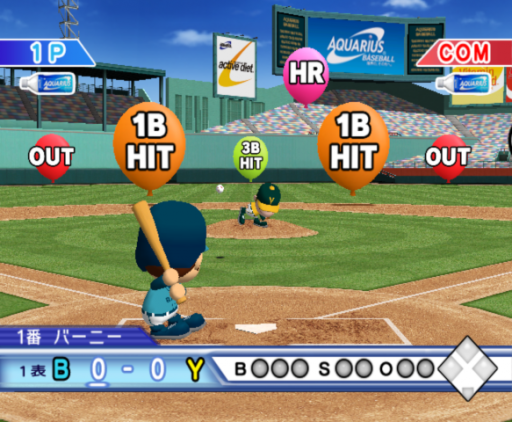 1P
COM
AQUARIUS
AQUARIUS
active diet.
AQUARIUS
BASEBALL
HR
1B
HIT
1B
HIT
3B
HIT
OUT
OUT
1番 バーニー
1表 B 0 - 0 Y B S O